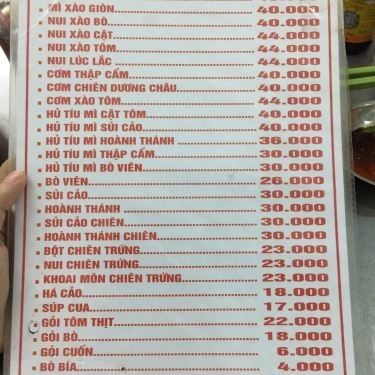 MÌ XÀO GIÒN 40.000
NUI XÀO BÒ 40.000
NUI XÀO CẬT 44.000
NUI XÀO TÔM 44.000
NUI LÚC LẮC 44.000
CƠM THẬP CẨM 40.000
CƠM CHIÊN DƯƠNG CHÂU 40.000
CƠM XÀO TÔM 44.000
HỦ TÍU MÌ CẬT TÔM 40.000
HỦ TÍU MÌ SỦI CẢO 40.000
HỦ TÍU MÌ HOÀNH THÁNH 36.000
HỦ TÍU MÌ THẬP CẨM 30.000
HỦ TÍU MÌ BÒ VIÊN 30.000
BÒ VIÊN 26.000
SỦI CẢO 30.000
HOÀNH THÁNH 30.000
SỦI CẢO CHIÊN 30.000
HOÀNH THÁNH CHIÊN 30.000
BỘT CHIÊN TRỨNG 23.000
NUI CHIÊN TRỨNG 23.000
KHOAI MÔN CHIÊN TRỨNG 23.000
HÁ CẢO 18.000
SÚP CUA 17.000
GỎI TÔM THỊT 22.000
GỎI BÒ 18.000
GỎI CUỐN 6.000
BÒ BÍA 4.000